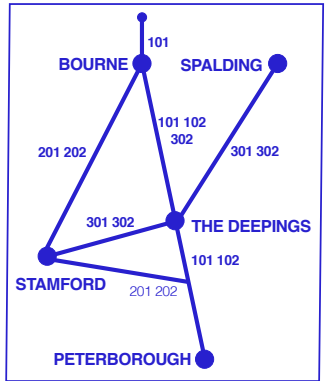 101
BOURNE
SPALDING
101 102
302
201 202
301 302
301 302
THE DEEPINGS
101 102
STAMFORD
201 202
PETERBOROUGH